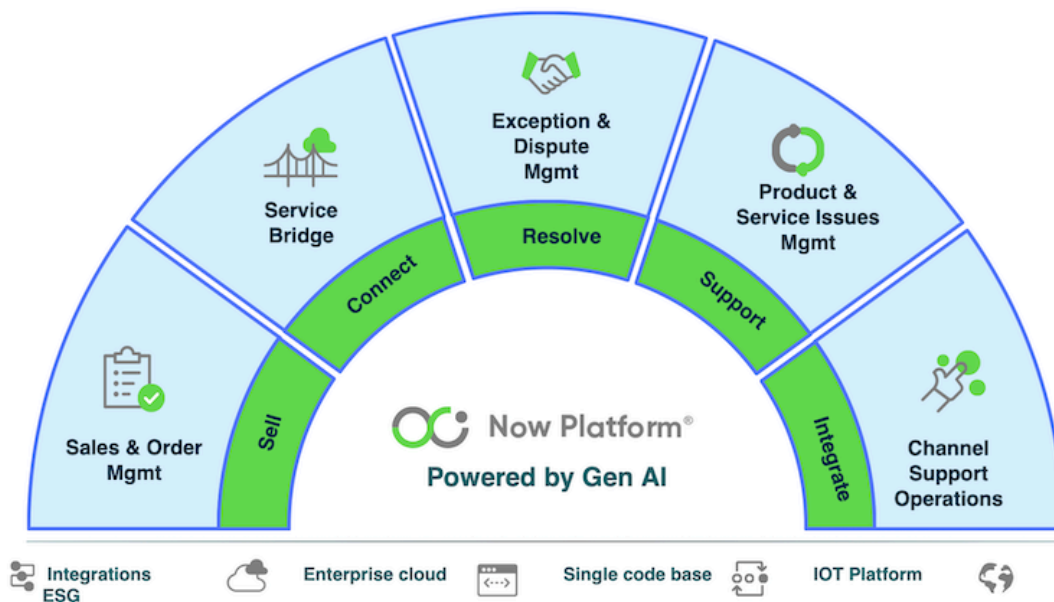 Exception &
Dispute
Mgmt
Service
Bridge
Product &
Service Issues
Mgmt
Resolve
Connect
Support
Sales & Order
Mgmt
Sell
Integrate
Channel
Support
Operations
Now Platform®
Powered by Gen AI
Integrations
ESG
Enterprise cloud
Single code base
IOT Platform